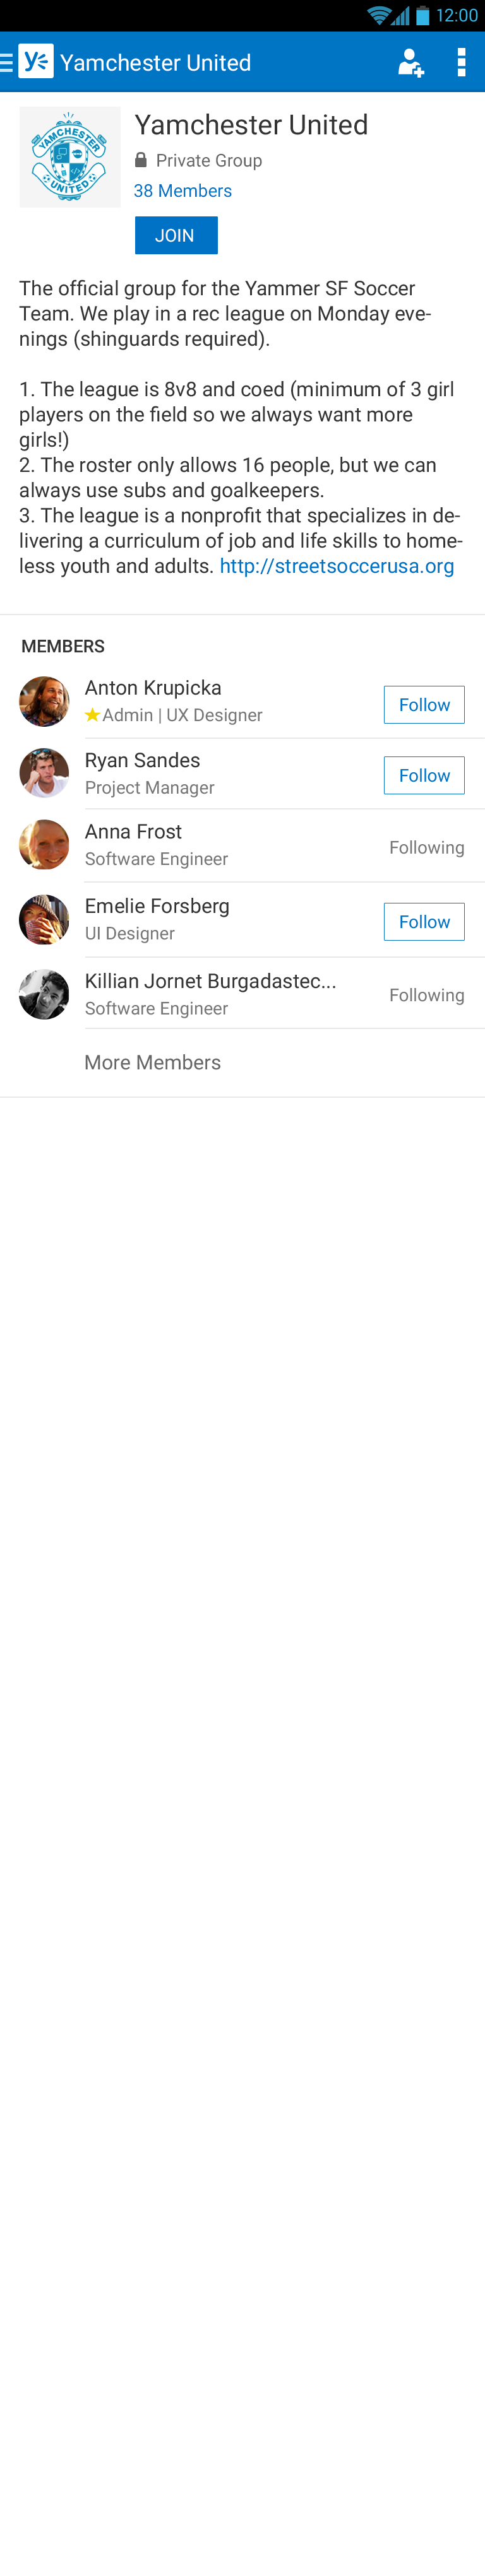 12:00
Yamchester United
YAMCHESTER
UNITED
Yamchester United
Private Group
38 Members
JOIN
The official group for the Yammer SF Soccer
Team. We play in a rec league on Monday eve-
nings (shinguards required).
1. The league is 8v8 and coed (minimum of 3 girl
players on the field so we always want more
girls!)
2. The roster only allows 16 people, but we can
always use subs and goalkeepers.
3. The league is a nonprofit that specializes in de-
livering a curriculum of job and life skills to home-
less youth and adults. http://streetsoccerusa.org
MEMBERS
Anton Krupicka
Admin | UX Designer
Follow
Ryan Sandes
Project Manager
Follow
Anna Frost
Software Engineer
Following
Emelie Forsberg
UI Designer
Follow
Killian Jornet Burgadastec...
Software Engineer
Following
More Members